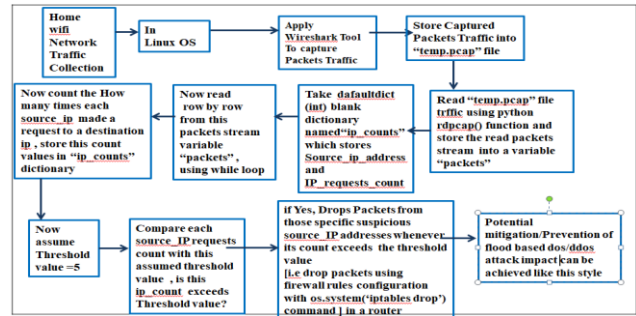 Home
wifi
Network
Traffic
Collection
In
Linux OS
Apply
Wireshark Tool
To capture
Packets Traffic
Store Captured
Packets Traffic into
“temp.pcap” file
Read “temp.pcap” file
trffic using python
rdpcap() function and
store the read packets
stream into a variable
“packets”
Take dafaultdict
(int) blank
dictionary
named“ip_counts”
which stores
Source_ip_address
and
IP_requests_count
Now read
row by row
from this
packets stream
variable
“packets” ,
using while loop
Now count the How
many times each
source_ip made a
request to a destination
ip , store this count
values in “ip_counts”
dictionary
Now
assume
Threshold
value =5
Compare each
source_IP requests
count with this
assumed threshold
value , is this
ip_count exceeds
Threshold value?
if Yes, Drops Packets from
those specific suspicious
source_IP addresses whenever
its count exceeds the threshold
value
[i.e drop packets using
firewall rules configuration
with os.system(‘iptables drop’)
command ] in a router
Potential
mitigation/Prevention of
flood based dos/ddos
attack impact can be
achieved like this style